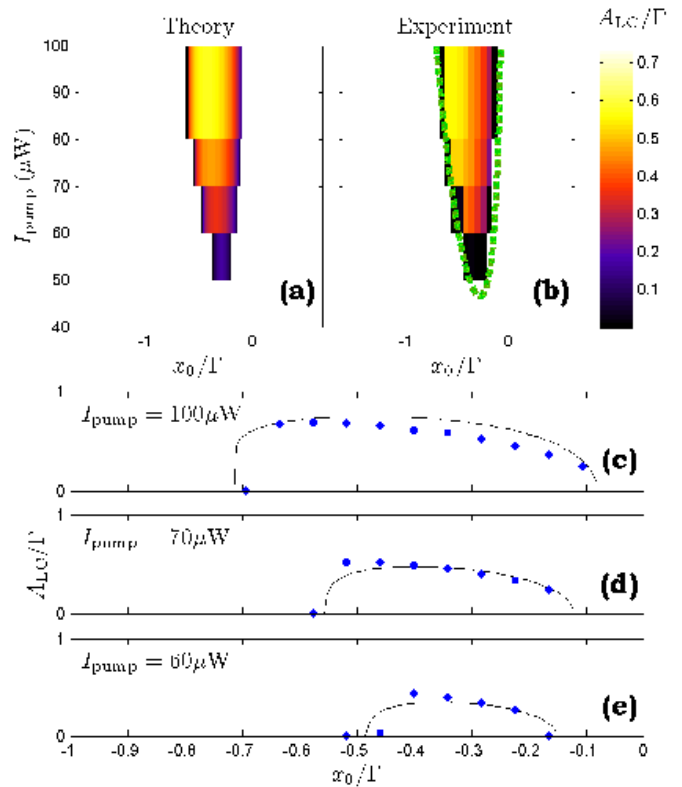 Theory Experiment A_LC/Γ
I_pump (μW)
100
90
80
70
60
50
40
0.7
0.6
0.5
0.4
0.3
0.2
0.1
(a) (b)
-1 0 -1 0
x_0/Γ x_0/Γ
A_LC/Γ
1
I_pump = 100μW
(c)
0
1
I_pump = 70μW
(d)
0
1
I_pump = 60μW
(e)
0
-1 -0.9 -0.8 -0.7 -0.6 -0.5 -0.4 -0.3 -0.2 -0.1 0
x_0/Γ